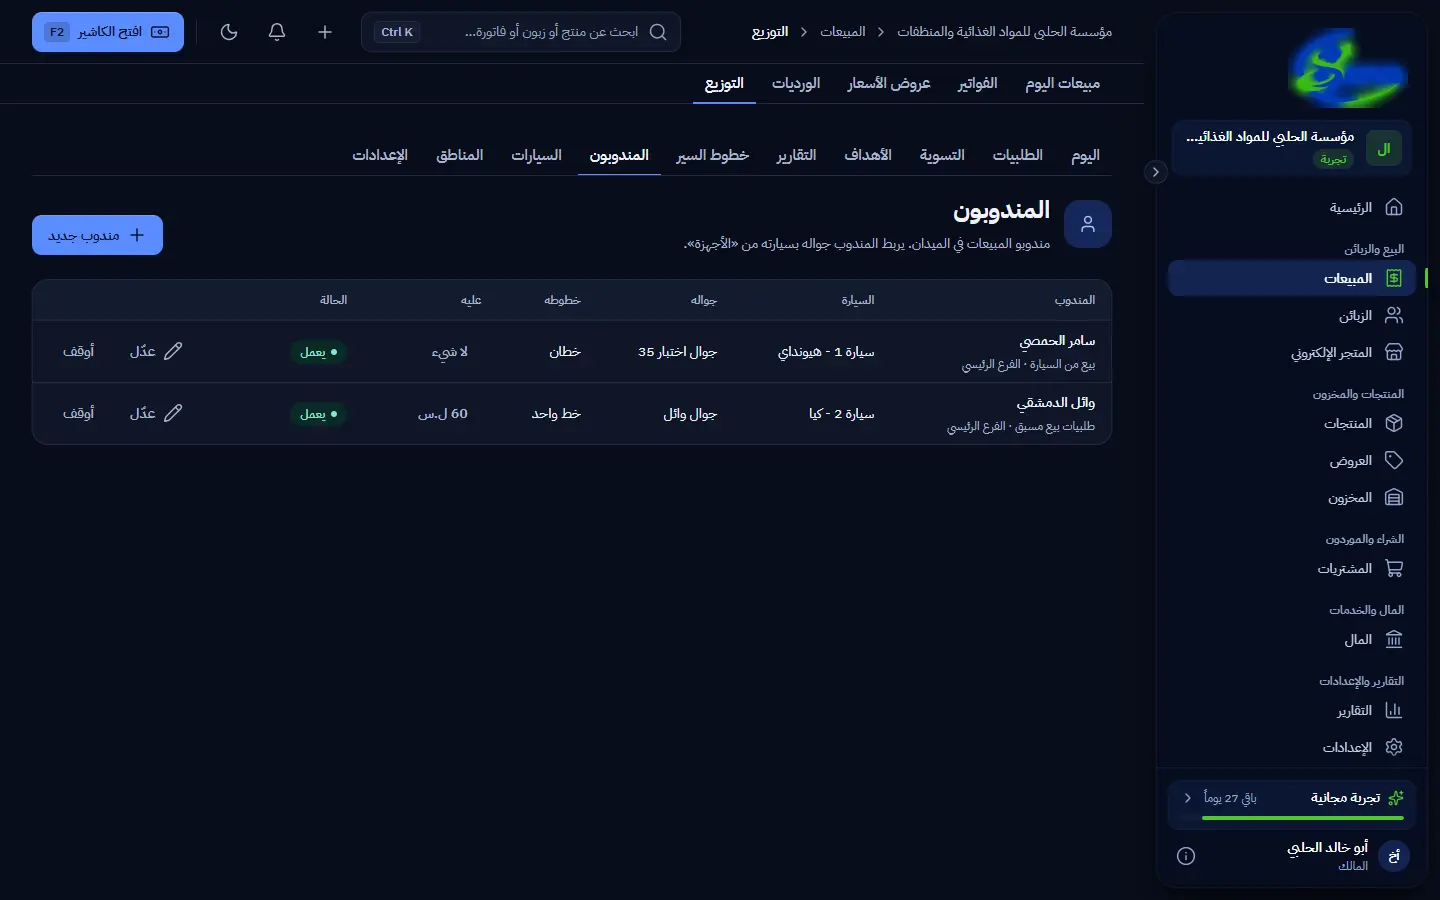 مؤسسة الحلبي للمواد الغذائية والمنظفات
المبيعات
التوزيع
ابحث عن منتج أو زبون أو فاتورة...
Ctrl K
افتح الكاشير F2
مبيعات اليوم
الفواتير
عروض الأسعار
الورديات
التوزيع
اليوم
الطلبيات
التسوية
الأهداف
التقارير
خطوط السير
المندوبون
السيارات
المناطق
الإعدادات
المندوبون
مندوبو المبيعات في الميدان. يربط المندوب جواله بسيارته من «الأجهزة».
مندوب جديد
المندوب السيارة جواله خطوطه عليه الحالة
سامر الحمصي سيارة 1 - هيونداي جوال اختبار 35 خطان لا شيء يعمل عدّل أوقف
بيع من السيارة · الفرع الرئيسي
وائل الدمشقي سيارة 2 - كيا جوال وائل خط واحد 60 ل.س يعمل عدّل أوقف
طلبيات بيع مسبق · الفرع الرئيسي
ال
مؤسسة الحلبي للمواد الغذائيـ...
تجربة
الرئيسية
البيع والزبائن
المبيعات
الزبائن
المتجر الإلكتروني
المنتجات والمخزون
المنتجات
العروض
المخزون
الشراء والموردون
المشتريات
المال والخدمات
المال
التقارير والإعدادات
التقارير
الإعدادات
تجربة مجانية
باقي 27 يوماً
أخ
أبو خالد الحلبي
المالك